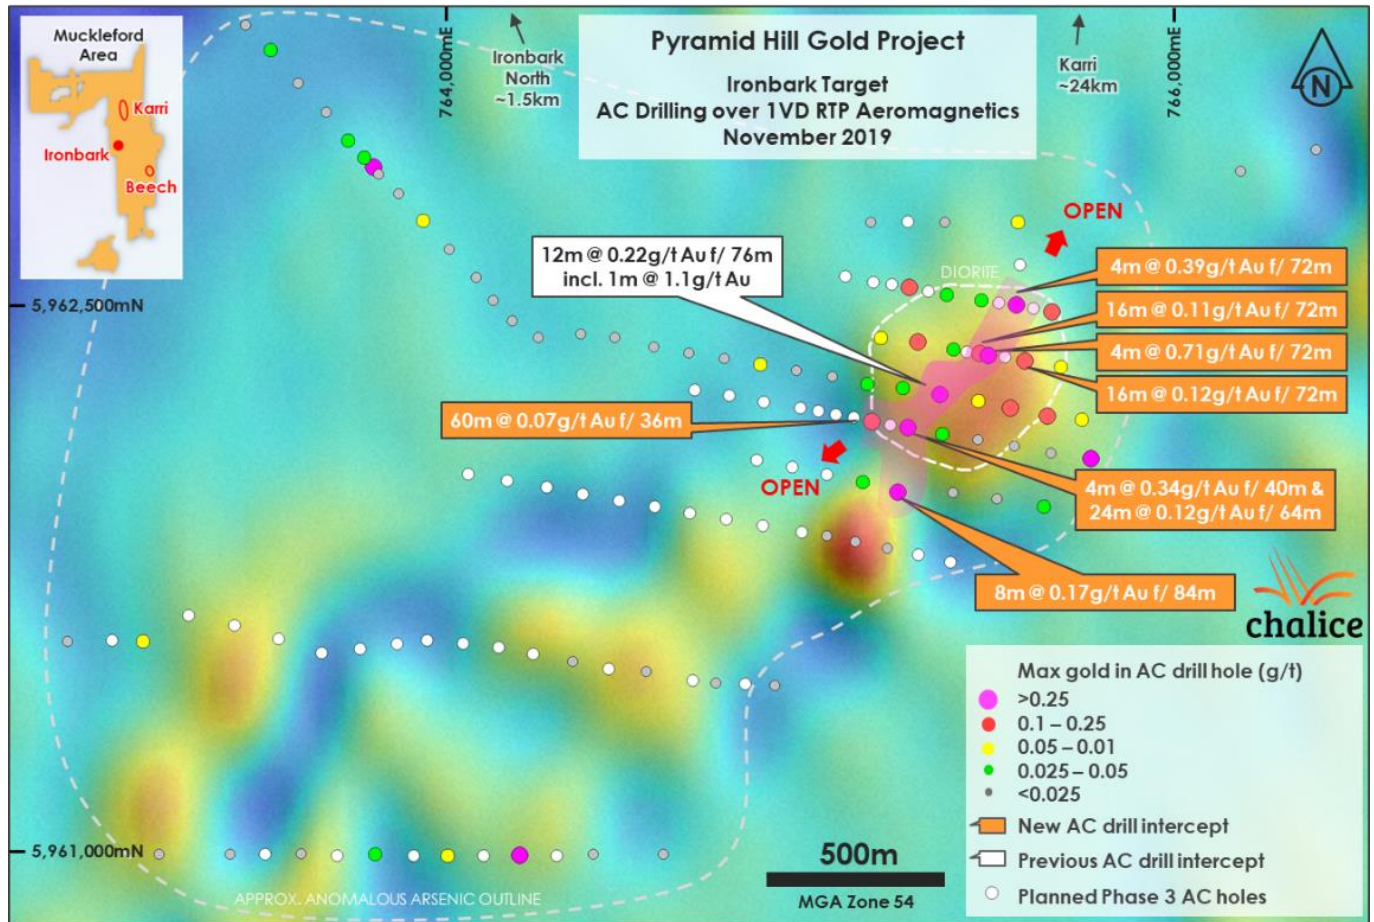 Muckleford
Area
Karri
Ironbark
Beech
764,000mE
Ironbark
North
~1.5km
Pyramid Hill Gold Project
Ironbark Target
AC Drilling over 1VD RTP Aeromagnetics
November 2019
Karri
~24km
766,000mE
N
OPEN
12m @ 0.22g/t Au f/ 76m
incl. 1m @ 1.1g/t Au
DIORITE
4m @ 0.39g/t Au f/ 72m
5,962,500mN
16m @ 0.11g/t Au f/ 72m
4m @ 0.71g/t Au f/ 72m
16m @ 0.12g/t Au f/ 72m
60m @ 0.07g/t Au f/ 36m
OPEN
4m @ 0.34g/t Au f/ 40m &
24m @ 0.12g/t Au f/ 64m
8m @ 0.17g/t Au f/ 84m
chalice
Max gold in AC drill hole (g/t)
>0.25
0.1 – 0.25
0.05 – 0.01
0.025 – 0.05
<0.025
New AC drill intercept
Previous AC drill intercept
Planned Phase 3 AC holes
5,961,000mN
500m
MGA Zone 54
APPROX. ANOMALOUS ARSENIC OUTLINE